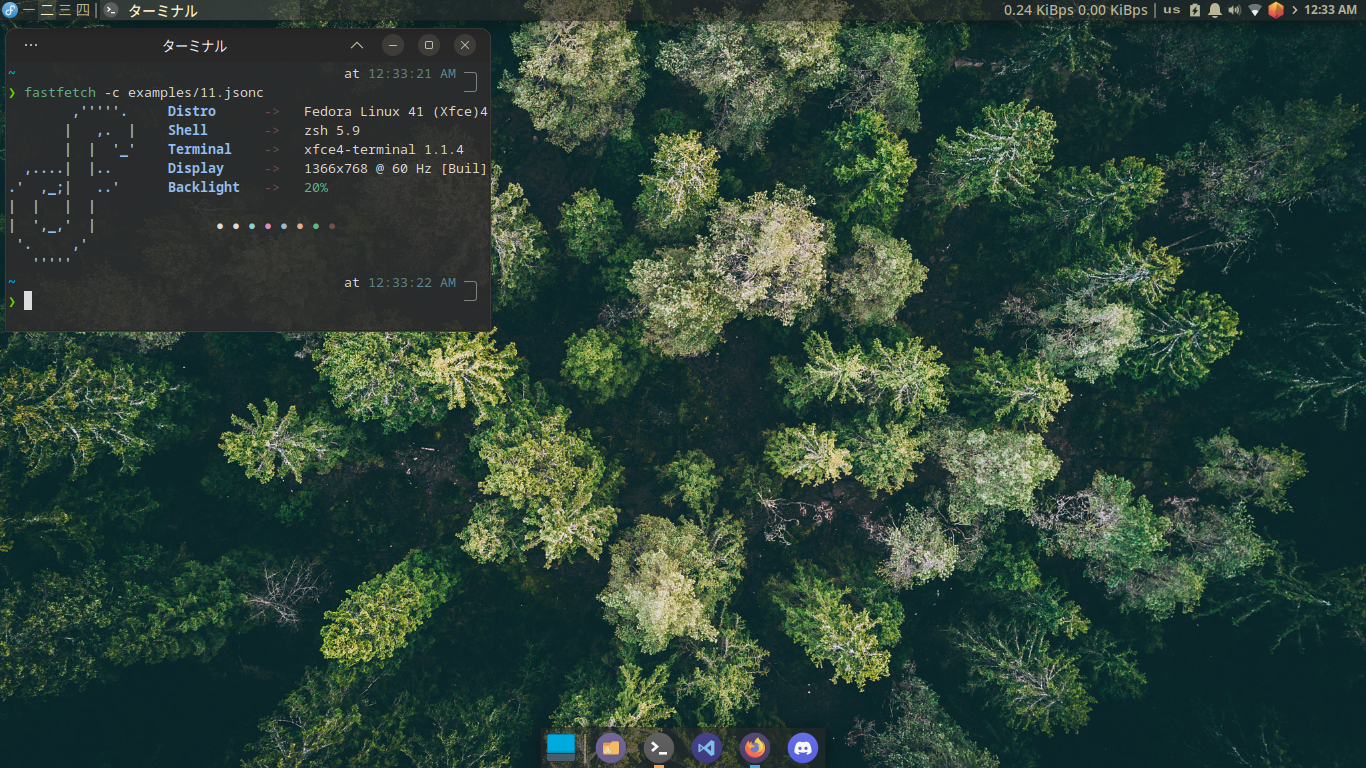 一 二 三 四 | ターミナル 0.24 KiBps 0.00 KiBps | us 12:33 AM
ターミナル
~ at 12:33:21 AM
❯ fastfetch -c examples/11.jsonc
Distro -> Fedora Linux 41 (Xfce)4
Shell -> zsh 5.9
Terminal -> xfce4-terminal 1.1.4
Display -> 1366x768 @ 60 Hz [Buil]
Backlight -> 20%
~ at 12:33:22 AM
❯